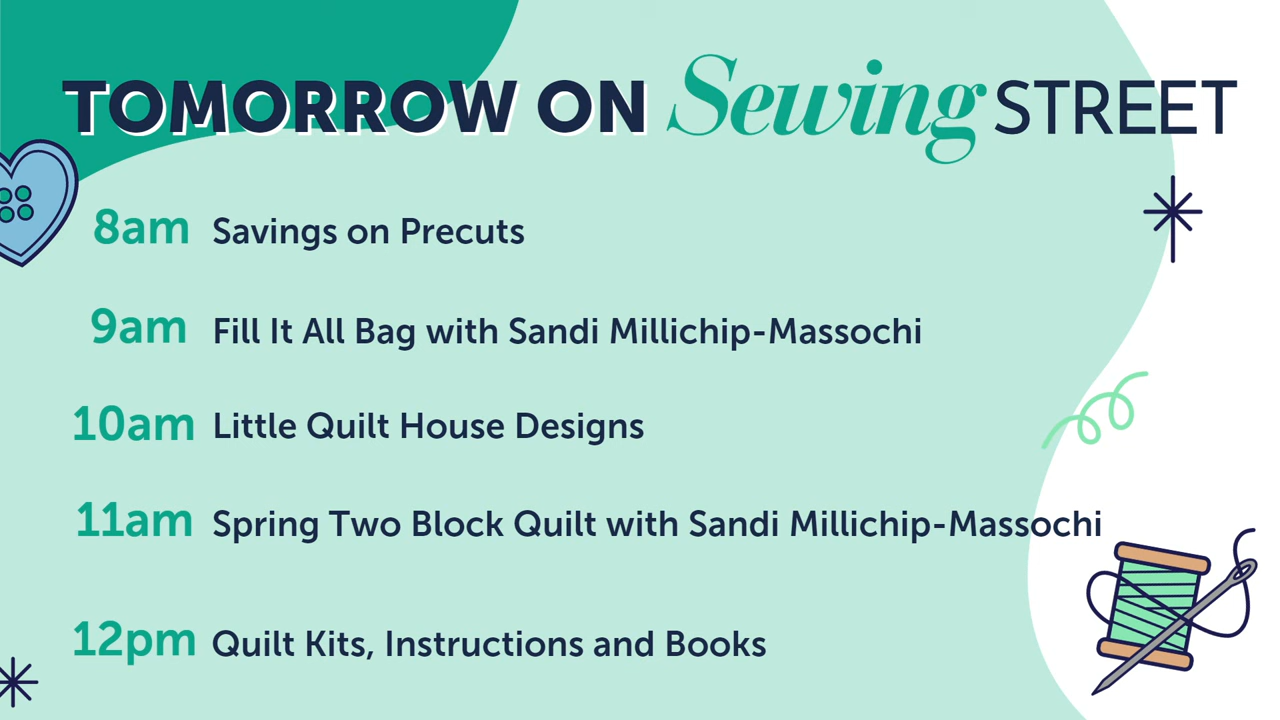 TOMORROW ON Sewing STREET
8am Savings on Precuts
9am Fill It All Bag with Sandi Millichip-Massochi
10am Little Quilt House Designs
11am Spring Two Block Quilt with Sandi Millichip-Massochi
12pm Quilt Kits, Instructions and Books